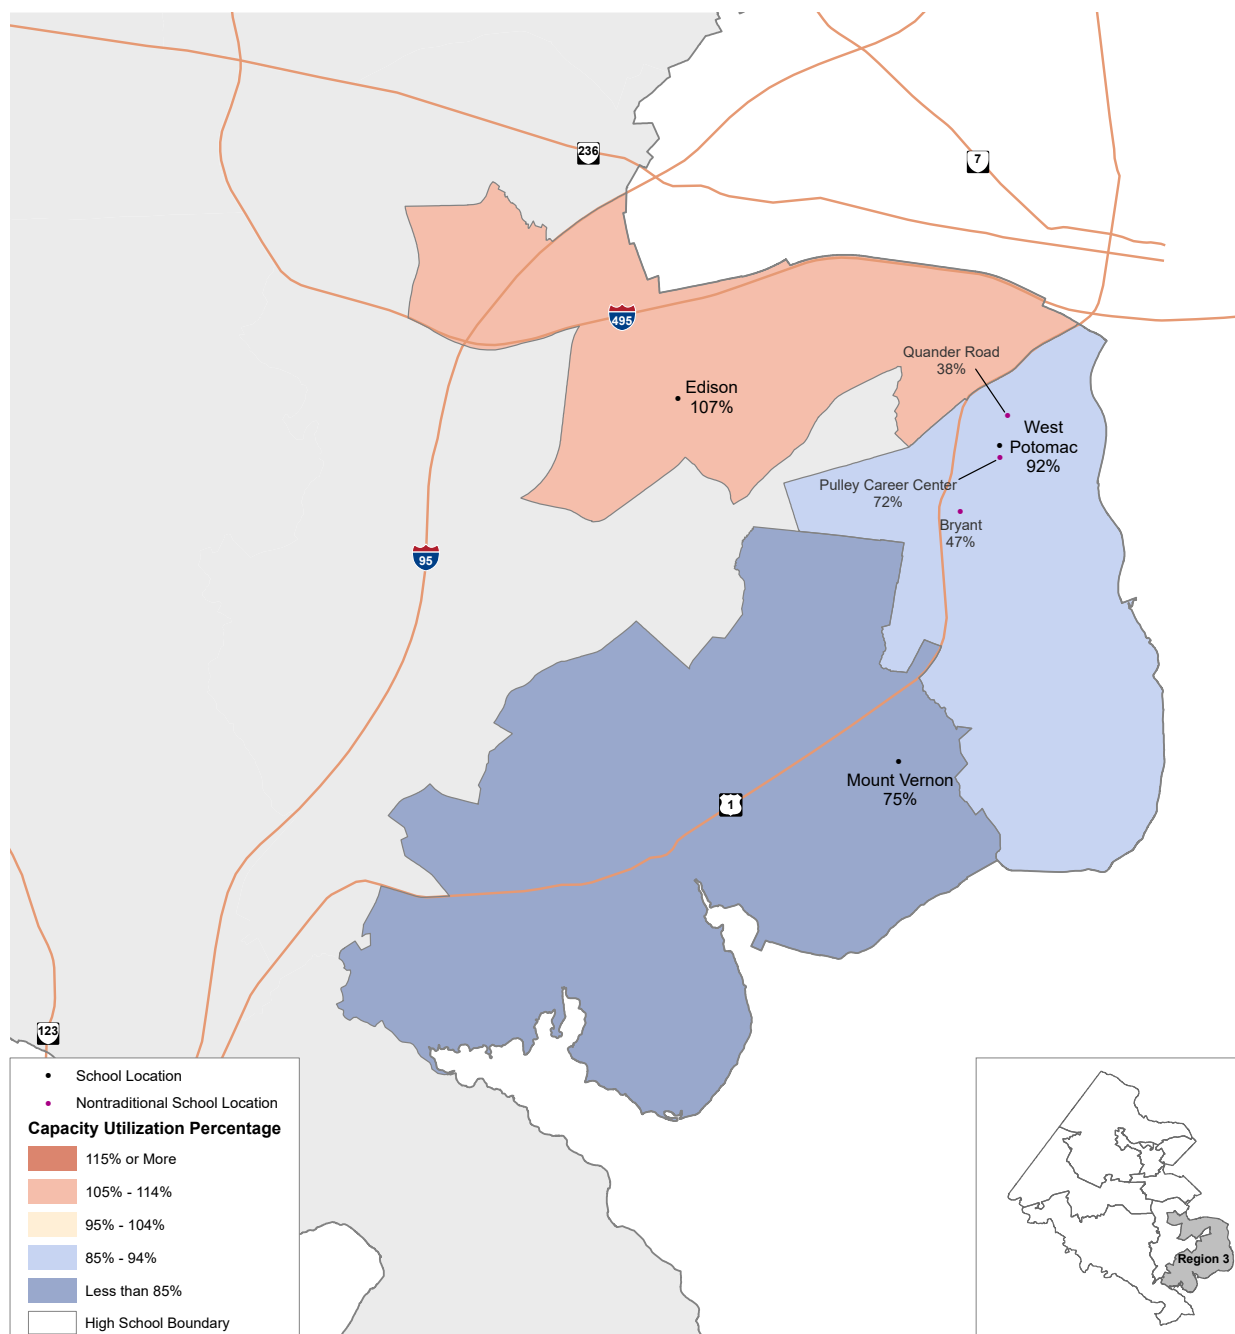 236
7
495
Quander Road
38%
Edison
107%
West
Potomac
92%
Pulley Career Center
72%
Bryant
47%
95
Mount Vernon
75%
1
123
School Location
Nontraditional School Location
Capacity Utilization Percentage
115% or More
105% - 114%
95% - 104%
85% - 94%
Less than 85%
High School Boundary
Region 3